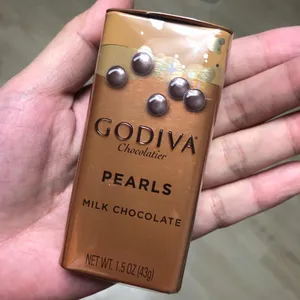 GODIVA
Chocolatier
PEARLS
MILK CHOCOLATE
NET WT. 1.5 OZ (43g)